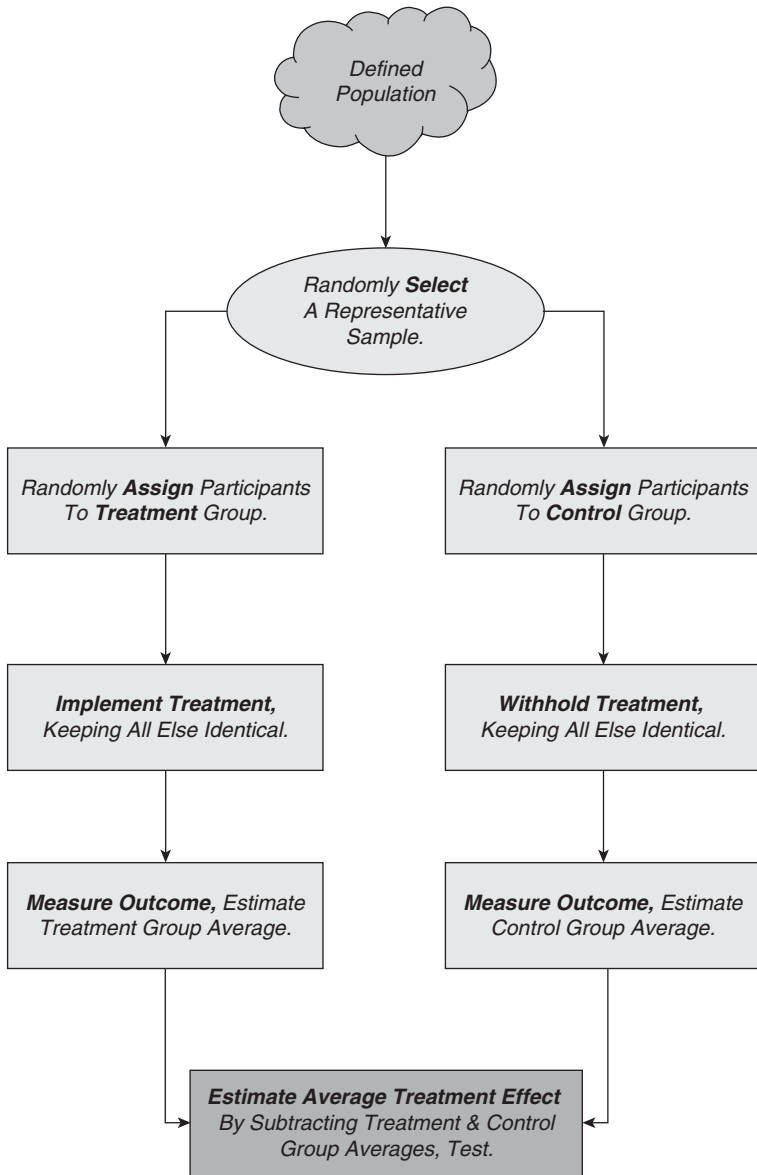 Defined
Population
Randomly Select
A Representative
Sample.
Randomly Assign Participants
To Treatment Group.
Randomly Assign Participants
To Control Group.
Implement Treatment,
Keeping All Else Identical.
Withhold Treatment,
Keeping All Else Identical.
Measure Outcome, Estimate
Treatment Group Average.
Measure Outcome, Estimate
Control Group Average.
Estimate Average Treatment Effect
By Subtracting Treatment & Control
Group Averages, Test.